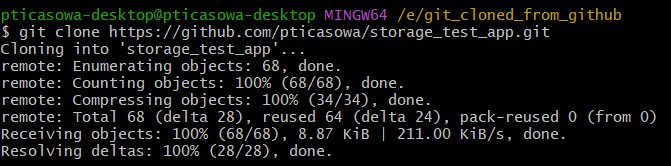 pticasowa-desktop@pticasowa-desktop MINGW64 /e/git_cloned_from_github
$ git clone https://github.com/pticasowa/storage_test_app.git
Cloning into 'storage_test_app'...
remote: Enumerating objects: 68, done.
remote: Counting objects: 100% (68/68), done.
remote: Compressing objects: 100% (34/34), done.
remote: Total 68 (delta 28), reused 64 (delta 24), pack-reused 0 (from 0)
Receiving objects: 100% (68/68), 8.87 KiB | 211.00 KiB/s, done.
Resolving deltas: 100% (28/28), done.